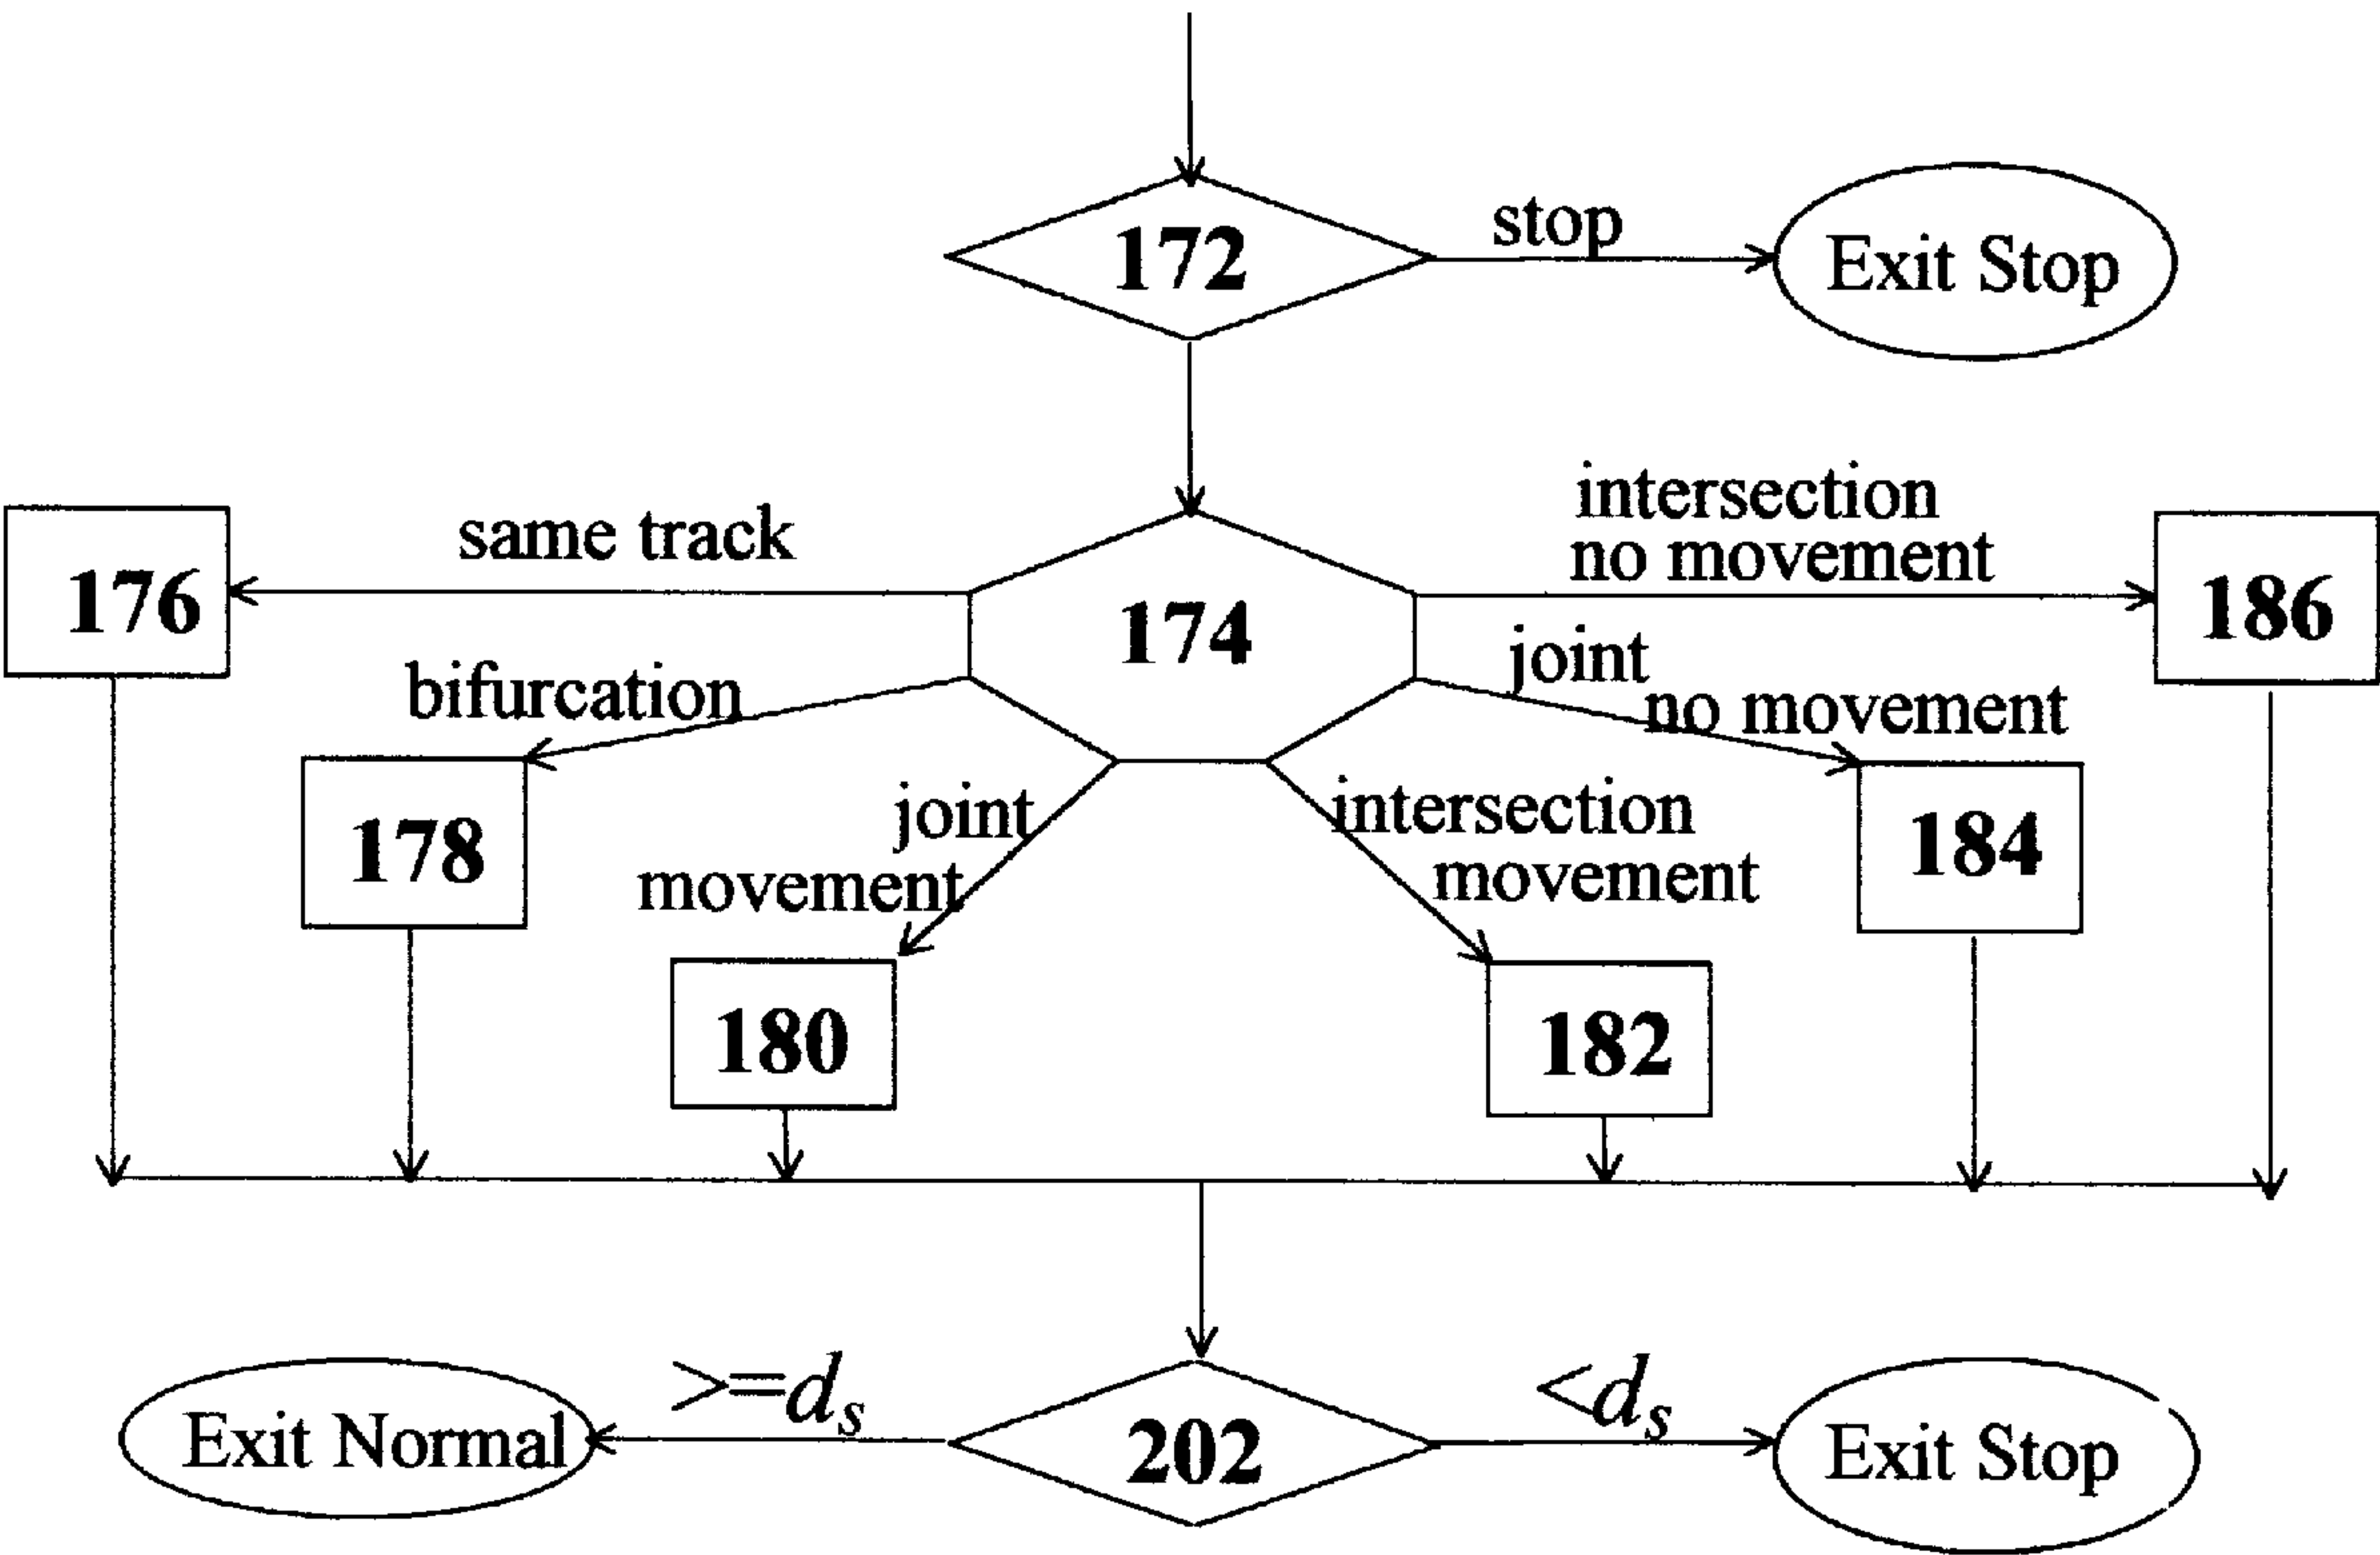 172
stop
Exit Stop
same track
intersection
no movement
176
174
186
bifurcation
joint
no movement
178
joint
movement
intersection
movement
184
180
182
Exit Normal
>=dₛ
202
<dₛ
Exit Stop